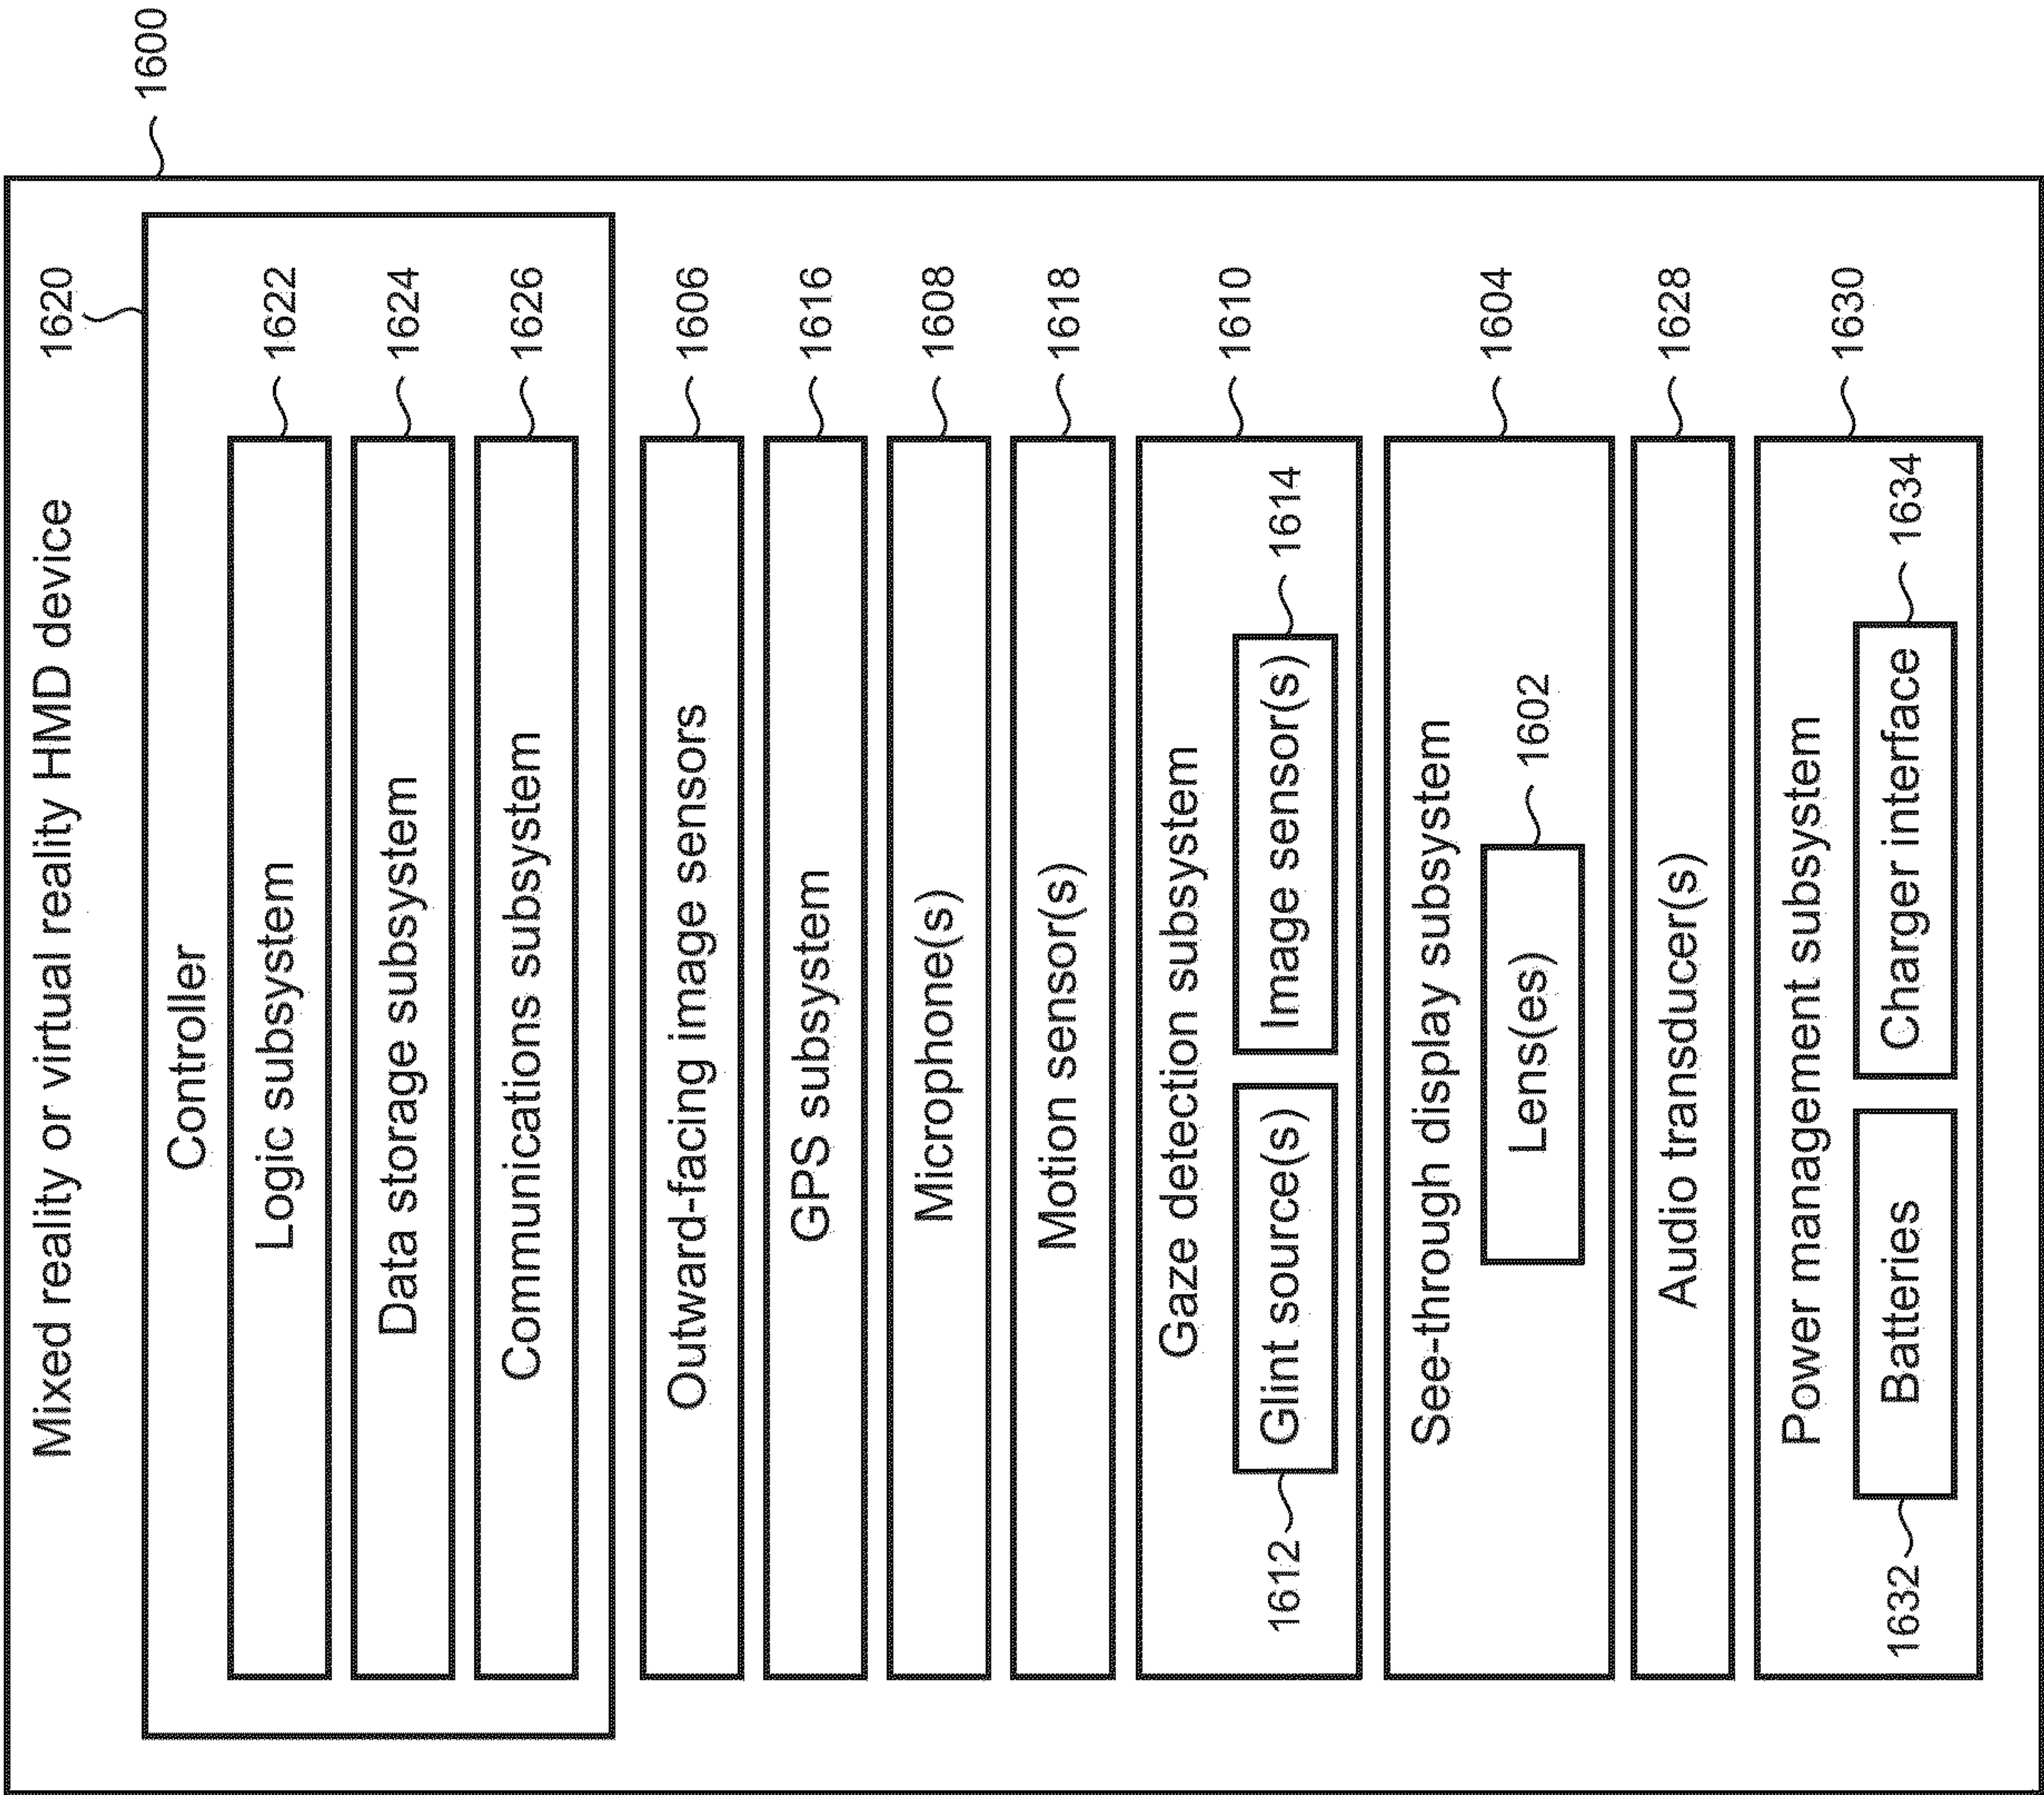 1600
Mixed reality or virtual reality HMD device
1620
Controller
Logic subsystem
1622
Data storage subsystem
1624
Communications subsystem
1626
Outward-facing image sensors
1606
GPS subsystem
1616
Microphone(s)
1608
Motion sensor(s)
1618
Gaze detection subsystem
1610
1612
Glint source(s)
Image sensor(s)
1614
See-through display subsystem
1604
Lens(es)
1602
Audio transducer(s)
1628
Power management subsystem
1630
1632
Batteries
Charger interface
1634